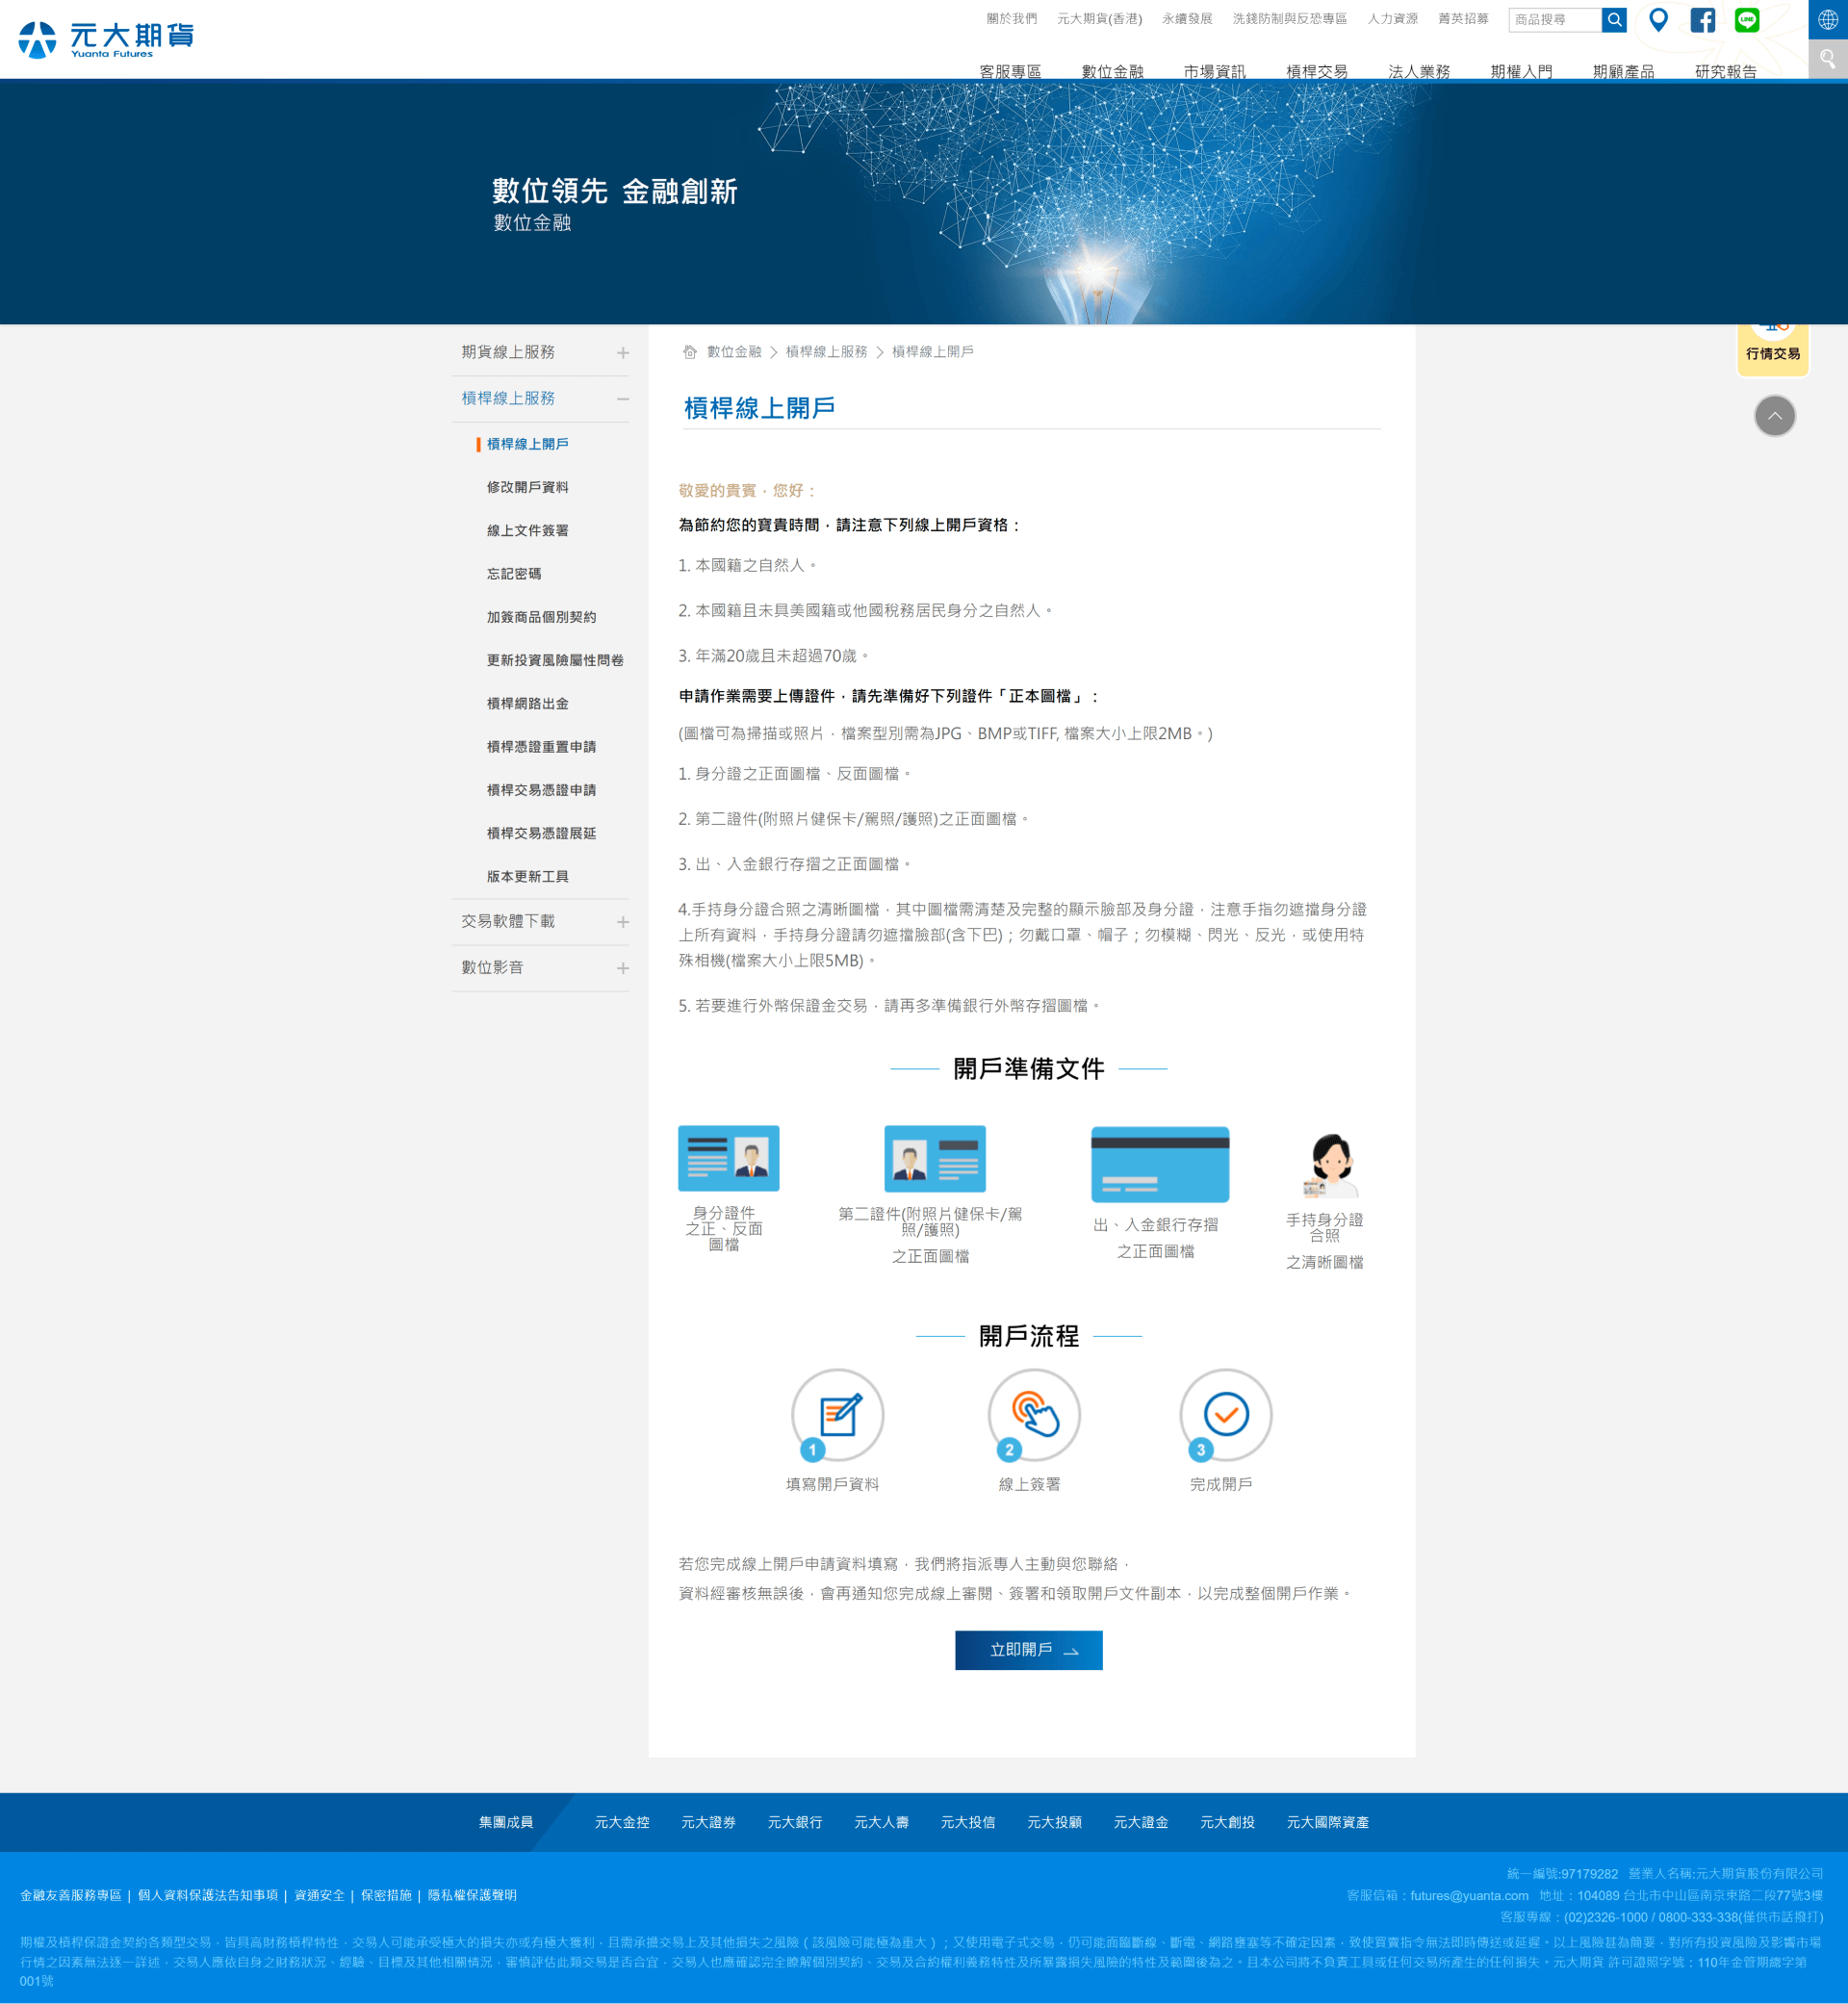 元大期貨
Yuanta Futures
關於我們 元大期貨(香港) 永續發展 洗錢防制與反恐專區 人力資源 菁英招募 商品搜尋
LINE
客服專區 數位金融 市場資訊 槓桿交易 法人業務 期權入門 期顧產品 研究報告
數位領先 金融創新
數位金融
行情交易
期貨線上服務
槓桿線上服務
槓桿線上開戶
修改開戶資料
線上文件簽署
忘記密碼
加簽商品個別契約
更新投資風險屬性問卷
槓桿網路出金
槓桿憑證重置申請
槓桿交易憑證申請
槓桿交易憑證展延
版本更新工具
交易軟體下載
數位影音
數位金融 > 槓桿線上服務 > 槓桿線上開戶
槓桿線上開戶
敬愛的貴賓，您好：
為節約您的寶貴時間，請注意下列線上開戶資格：
1. 本國籍之自然人。
2. 本國籍且未具美國籍或他國稅務居民身分之自然人。
3. 年滿20歲且未超過70歲。
申請作業需要上傳證件，請先準備好下列證件「正本圖檔」：
(圖檔可為掃描或照片，檔案型別需為JPG、BMP或TIFF, 檔案大小上限2MB。)
1. 身分證之正面圖檔、反面圖檔。
2. 第二證件(附照片健保卡/駕照/護照)之正面圖檔。
3. 出、入金銀行存摺之正面圖檔。
4.手持身分證合照之清晰圖檔，其中圖檔需清楚及完整的顯示臉部及身分證，注意手指勿遮擋身分證
上所有資料，手持身分證請勿遮擋臉部(含下巴)；勿戴口罩、帽子；勿模糊、閃光、反光，或使用特
殊相機(檔案大小上限5MB)。
5. 若要進行外幣保證金交易，請再多準備銀行外幣存摺圖檔。
開戶準備文件
身分證件
之正、反面
圖檔
第二證件(附照片健保卡/駕
照/護照)
之正面圖檔
出、入金銀行存摺
之正面圖檔
手持身分證
合照
之清晰圖檔
開戶流程
1 2 3
填寫開戶資料 線上簽署 完成開戶
若您完成線上開戶申請資料填寫，我們將指派專人主動與您聯絡，
資料經審核無誤後，會再通知您完成線上審閱、簽署和領取開戶文件副本，以完成整個開戶作業。
立即開戶
集團成員 元大金控 元大證券 元大銀行 元大人壽 元大投信 元大投顧 元大證金 元大創投 元大國際資產
金融友善服務專區 | 個人資料保護法告知事項 | 資通安全 | 保密措施 | 隱私權保護聲明
統一編號:97179282 營業人名稱:元大期貨股份有限公司
客服信箱：futures@yuanta.com 地址：104089 台北市中山區南京東路二段77號3樓
客服專線：(02)2326-1000 / 0800-333-338(僅供市話撥打)
期權及槓桿保證金契約各類型交易，皆具高財務槓桿特性，交易人可能承受極大的損失亦或有極大獲利，且需承擔交易上及其他損失之風險（該風險可能極為重大）；又使用電子式交易，仍可能面臨斷線、斷電、網路壅塞等不確定因素，致使買賣指令無法即時傳送或延遲。以上風險甚為簡要，對所有投資風險及影響市場
行情之因素無法逐一詳述，交易人應依自身之財務狀況、經驗、目標及其他相關情況，審慎評估此類交易是否合宜，交易人也應確認完全瞭解個別契約、交易及合約權利義務特性及所暴露損失風險的特性及範圍後為之。且本公司將不負責工具或任何交易所產生的任何損失。元大期貨 許可證照字號：110年金管期總字第
001號